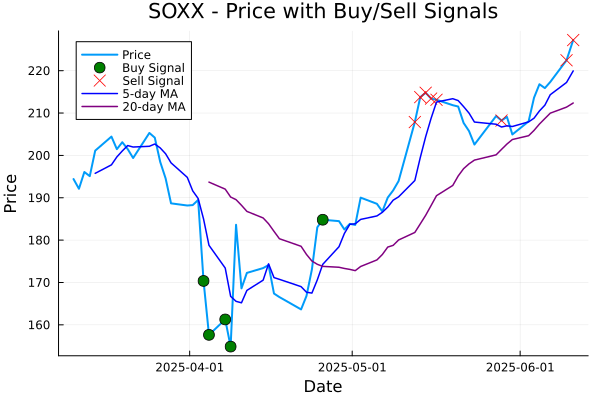 SOXX - Price with Buy/Sell Signals
Price
Buy Signal
Sell Signal
5-day MA
20-day MA
220
210
200
190
180
170
160
Price
2025-04-01
2025-05-01
2025-06-01
Date